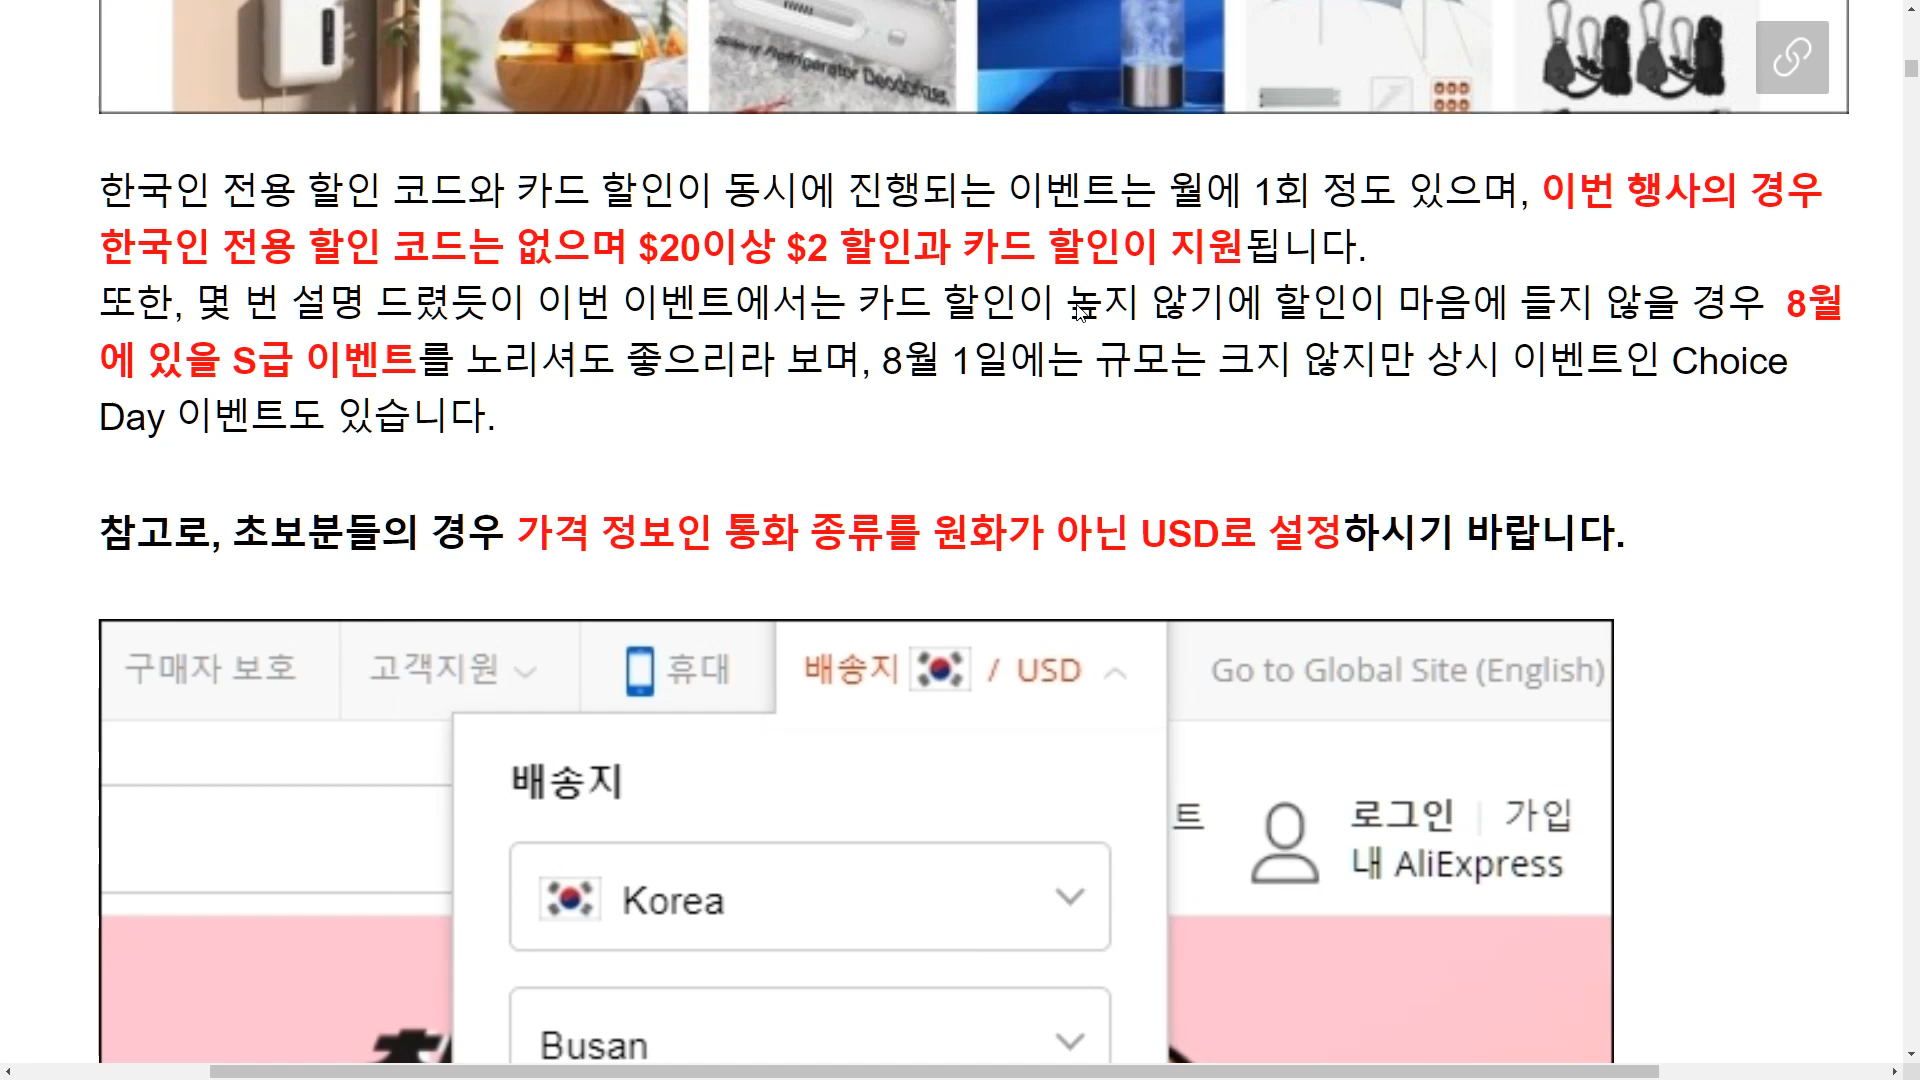 Refrigerator Deodorise,
한국인 전용 할인 코드와 카드 할인이 동시에 진행되는 이벤트는 월에 1회 정도 있으며, 이번 행사의 경우
한국인 전용 할인 코드는 없으며 $20이상 $2 할인과 카드 할인이 지원됩니다.
또한, 몇 번 설명 드렸듯이 이번 이벤트에서는 카드 할인이 높지 않기에 할인이 마음에 들지 않을 경우 8월
에 있을 S급 이벤트를 노리셔도 좋으리라 보며, 8월 1일에는 규모는 크지 않지만 상시 이벤트인 Choice
Day 이벤트도 있습니다.
참고로, 초보분들의 경우 가격 정보인 통화 종류를 원화가 아닌 USD로 설정하시기 바랍니다.
구매자 보호 고객지원 휴대 배송지 / USD Go to Global Site (English)
배송지
트 로그인 | 가입
내 AliExpress
Korea
Busan